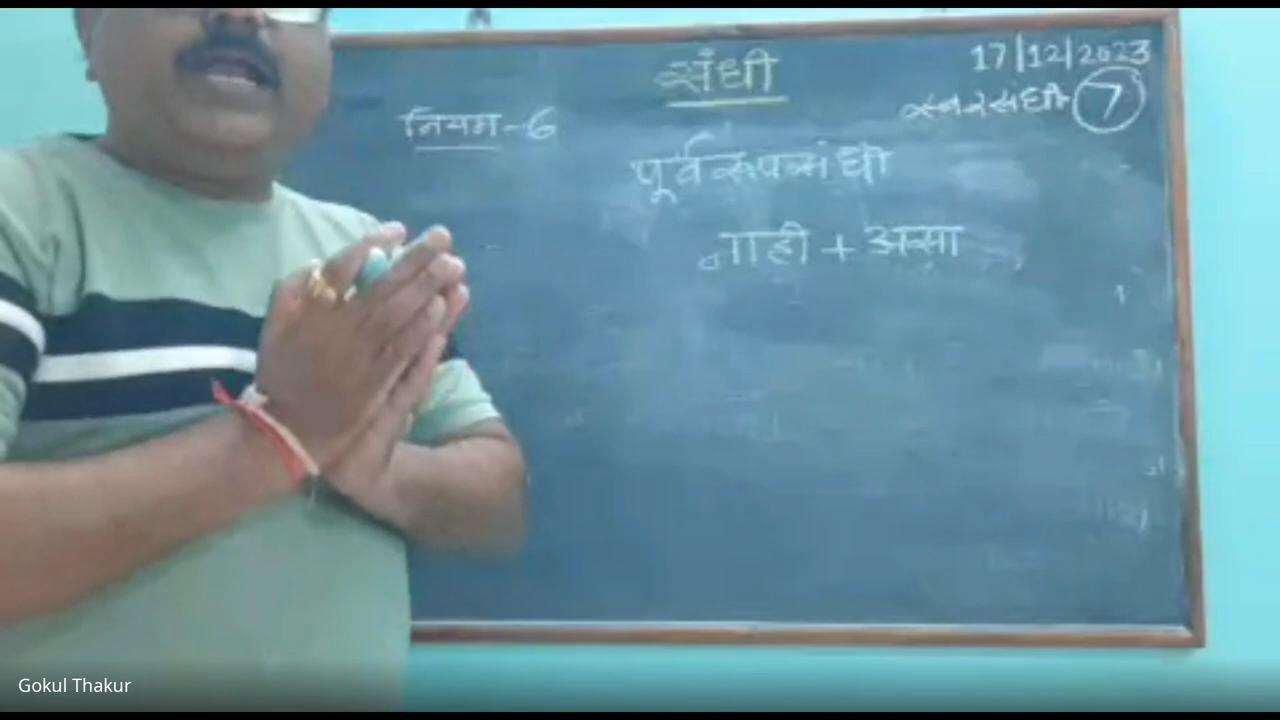 संधी
17/12/2023
स्वरसंधी 7
नियम-6
पूर्वरूपसंधी
नाही + असा
Gokul Thakur